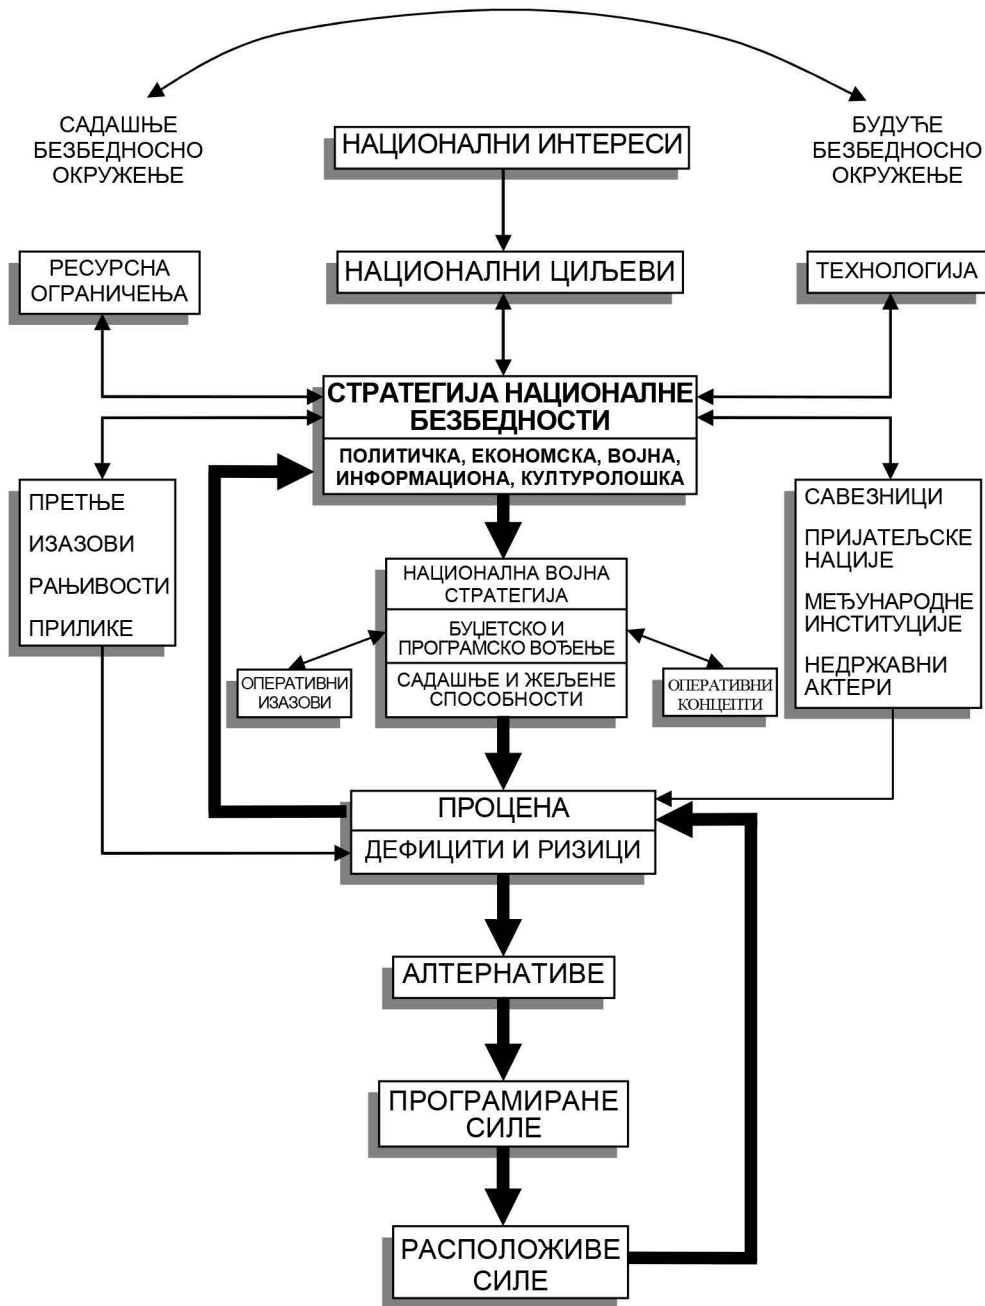 САДАШЊЕ
БЕЗБЕДНОСНО
ОКРУЖЕЊЕ
НАЦИОНАЛНИ ИНТЕРЕСИ
БУДУЋЕ
БЕЗБЕДНОСНО
ОКРУЖЕЊЕ
РЕСУРСНА
ОГРАНИЧЕЊА
НАЦИОНАЛНИ ЦИЉЕВИ
ТЕХНОЛОГИЈА
СТРАТЕГИЈА НАЦИОНАЛНЕ
БЕЗБЕДНОСТИ
ПОЛИТИЧКА, ЕКОНОМСКА, ВОЈНА,
ИНФОРМАЦИОНА, КУЛТУРОЛОШКА
ПРЕТЊЕ
ИЗАЗОВИ
РАЊИВОСТИ
ПРИЛИКЕ
САВЕЗНИЦИ
ПРИЈАТЕЉСКЕ
НАЦИЈЕ
МЕЂУНАРОДНЕ
ИНСТИТУЦИЈЕ
НЕДРЖАВНИ
АКТЕРИ
НАЦИОНАЛНА ВОЈНА
СТРАТЕГИЈА
БУЏЕТСКО И
ПРОГРАМСКО ВОЂЕЊЕ
САДАШЊЕ И ЖЕЉЕНЕ
СПОСОБНОСТИ
ОПЕРАТИВНИ
ИЗАЗОВИ
ОПЕРАТИВНИ
КОНЦЕПТИ
ПРОЦЕНА
ДЕФИЦИТИ И РИЗИЦИ
АЛТЕРНАТИВЕ
ПРОГРАМИРАНЕ
СИЛЕ
РАСПОЛОЖИВЕ
СИЛЕ